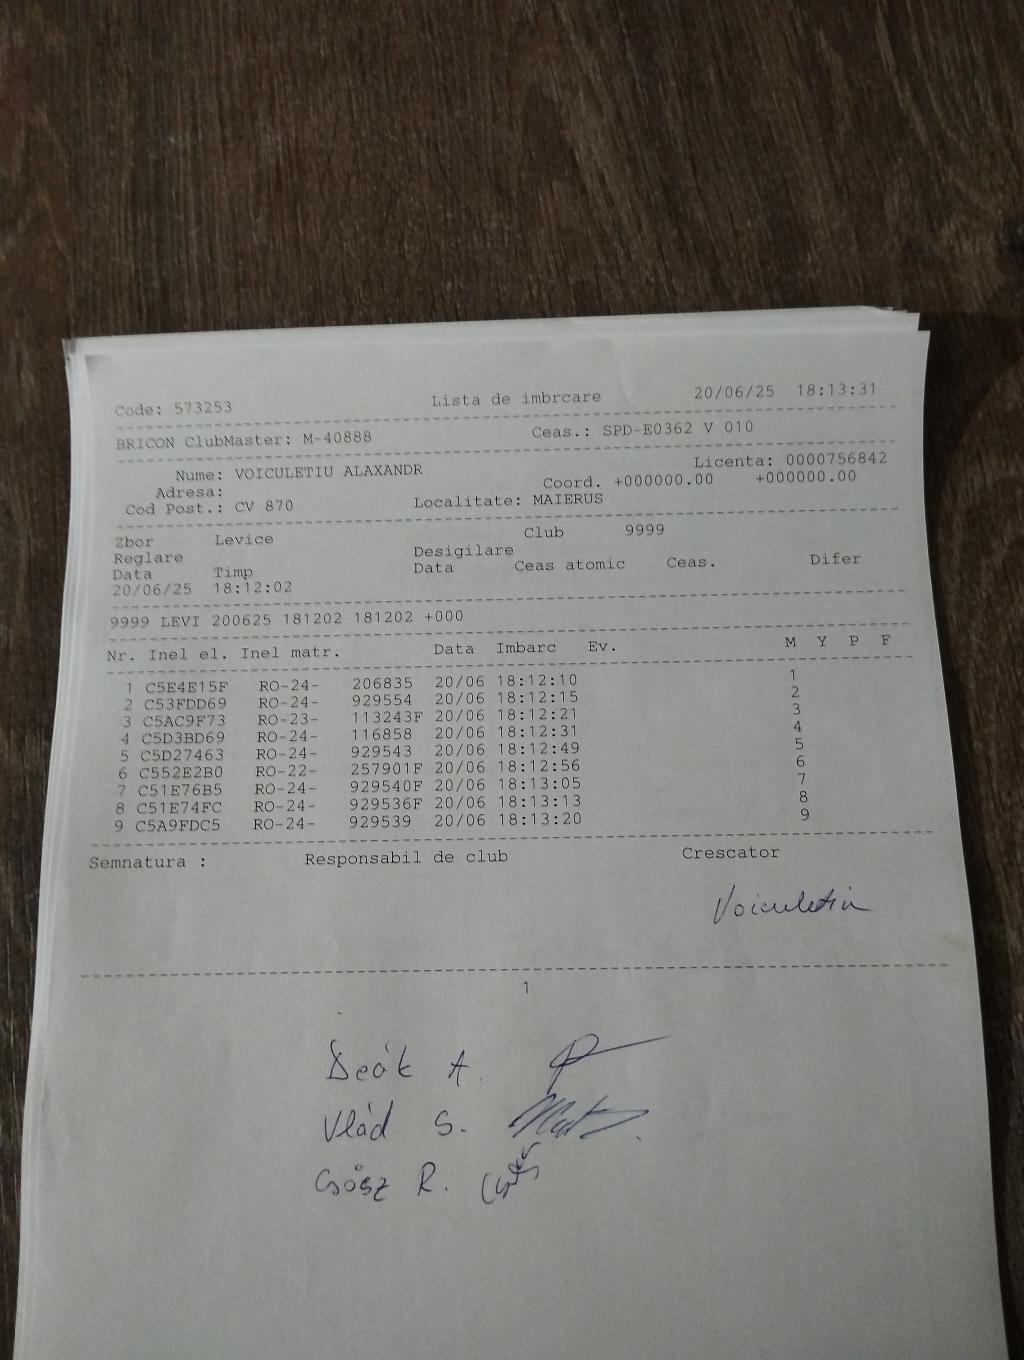 Code: 573253 Lista de imbrcare 20/06/25 18:13:31
BRICON ClubMaster: M-40888 Ceas.: SPD-E0362 V 010
Nume: VOICULETIU ALAXANDR Licenta: 0000756842
Adresa: Coord. +000000.00 +000000.00
Cod Post.: CV 870 Localitate: MAIERUS
Zbor Levice Club 9999
Reglare Desigilare
Data Timp Data Ceas atomic Ceas. Difer
20/06/25 18:12:02
9999 LEVI 200625 181202 181202 +000
Nr. Inel el. Inel matr. Data Imbarc Ev. M Y P F
1 C5E4E15F RO-24- 206835 20/06 18:12:10 1
2 C53FDD69 RO-24- 929554 20/06 18:12:15 2
3 C5AC9F73 RO-23- 113243F 20/06 18:12:21 3
4 C5D3BD69 RO-24- 116858 20/06 18:12:31 4
5 C5D27463 RO-24- 929543 20/06 18:12:49 5
6 C552E2B0 RO-22- 257901F 20/06 18:12:56 6
7 C51E76B5 RO-24- 929540F 20/06 18:13:05 7
8 C51E74FC RO-24- 929536F 20/06 18:13:13 8
9 C5A9FDC5 RO-24- 929539 20/06 18:13:20 9
Semnatura : Responsabil de club Crescator
Voiculetiu
1
Deák A.
Vlád S.
Csősz R.